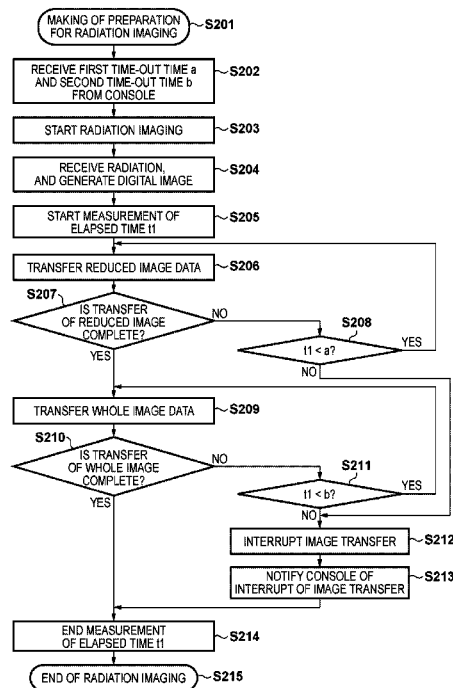 MAKING OF PREPARATION
FOR RADIATION IMAGING
S201
RECEIVE FIRST TIME-OUT TIME a
AND SECOND TIME-OUT TIME b
FROM CONSOLE
S202
START RADIATION IMAGING
S203
RECEIVE RADIATION,
AND GENERATE DIGITAL IMAGE
S204
START MEASUREMENT OF
ELAPSED TIME t1
S205
TRANSFER REDUCED IMAGE DATA
S206
S207
IS TRANSFER
OF REDUCED IMAGE
COMPLETE?
NO
YES
S208
t1 < a?
YES
NO
TRANSFER WHOLE IMAGE DATA
S209
S210
IS TRANSFER
OF WHOLE IMAGE
COMPLETE?
NO
YES
S211
t1 < b?
YES
NO
INTERRUPT IMAGE TRANSFER
S212
NOTIFY CONSOLE OF
INTERRUPT OF IMAGE TRANSFER
S213
END MEASUREMENT
OF ELAPSED TIME t1
S214
END OF RADIATION IMAGING
S215